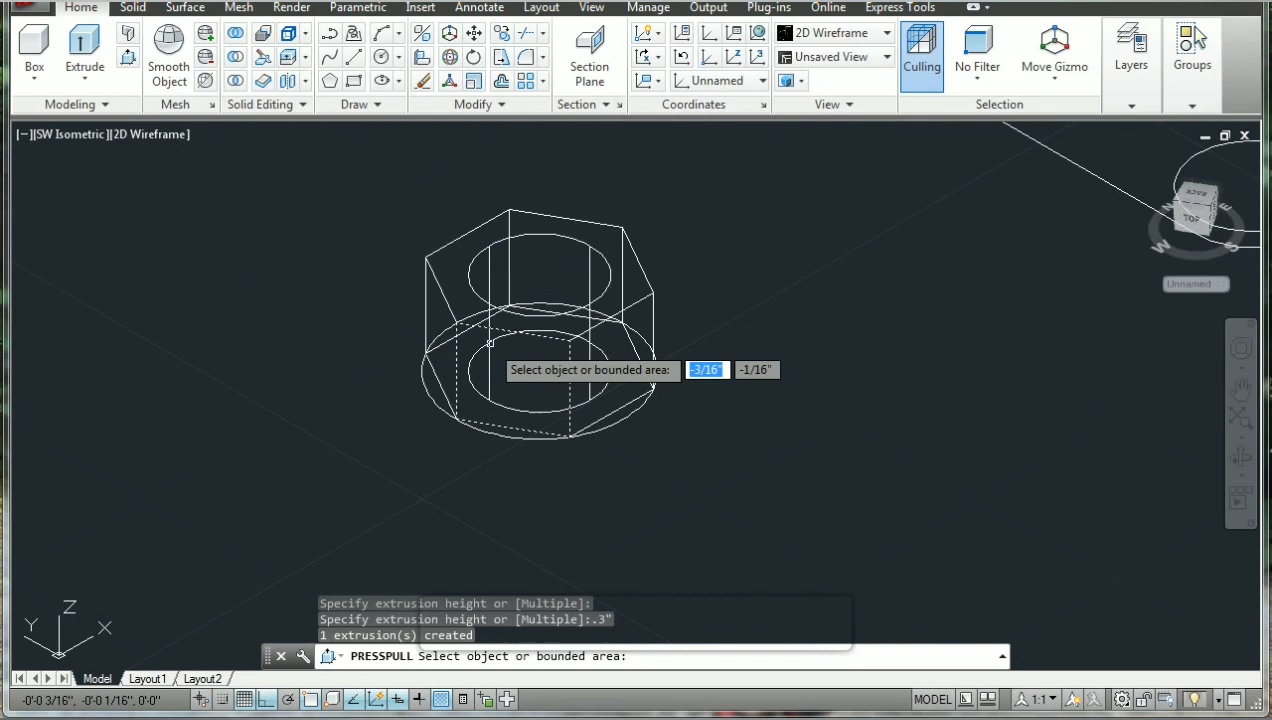 Home Solid Surface Mesh Render Parametric Insert Annotate Layout View Manage Output Plug-ins Online Express Tools
2D Wireframe
Unsaved View
Unnamed
Box Extrude Smooth Object Section Plane Culling No Filter Move Gizmo Layers Groups
Modeling Mesh Solid Editing Draw Modify Section Coordinates View Selection
[−][SW Isometric][2D Wireframe]
BACK
N E
TOP
W S
Unnamed
Select object or bounded area: -3/16" -1/16"
Z
Y X
Specify extrusion height or [Multiple]:
Specify extrusion height or [Multiple]:.3"
1 extrusion(s) created
PRESSPULL Select object or bounded area:
Model Layout1 Layout2
-0'-0 3/16", -0'-0 1/16", 0'-0" MODEL 1:1